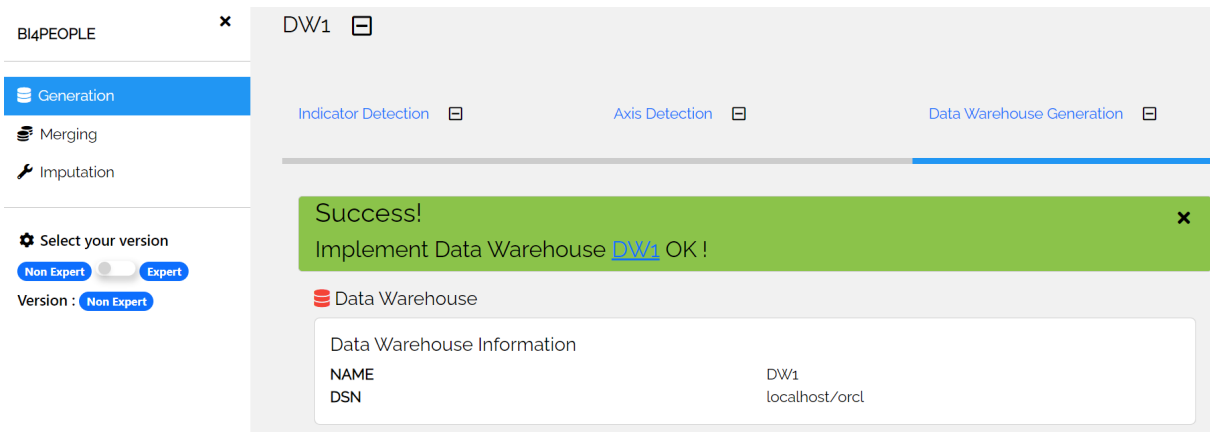 BI4PEOPLE
Generation
Merging
Imputation
Select your version
Non Expert Expert
Version : Non Expert
DW1
Indicator Detection Axis Detection Data Warehouse Generation
Success!
Implement Data Warehouse DW1 OK !
Data Warehouse
Data Warehouse Information
NAME DW1
DSN localhost/orcl